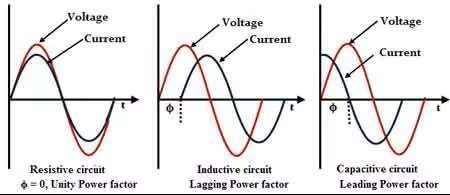 Voltage
Current
t
Resistive circuit
ϕ = 0, Unity Power factor
Voltage
Current
ϕ
t
Inductive circuit
Lagging Power factor
Voltage
Current
ϕ
t
Capacitive circuit
Leading Power factor